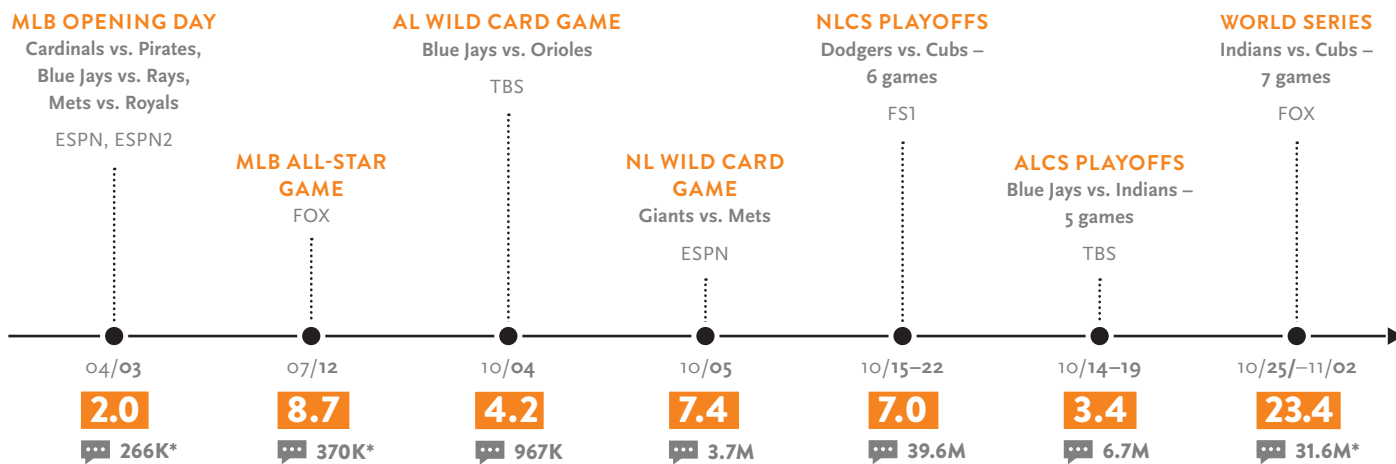 MLB OPENING DAY
Cardinals vs. Pirates,
Blue Jays vs. Rays,
Mets vs. Royals
ESPN, ESPN2
MLB ALL-STAR
GAME
FOX
AL WILD CARD GAME
Blue Jays vs. Orioles
TBS
NL WILD CARD
GAME
Giants vs. Mets
ESPN
NLCS PLAYOFFS
Dodgers vs. Cubs –
6 games
FS1
ALCS PLAYOFFS
Blue Jays vs. Indians –
5 games
TBS
WORLD SERIES
Indians vs. Cubs –
7 games
FOX
04/03
2.0
266K*
07/12
8.7
370K*
10/04
4.2
967K
10/05
7.4
3.7M
10/15–22
7.0
39.6M
10/14–19
3.4
6.7M
10/25/–11/02
23.4
31.6M*